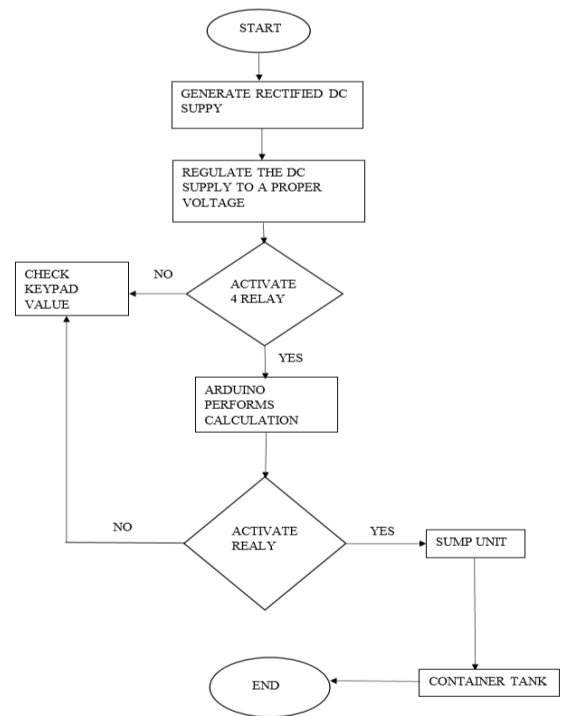 START
GENERATE RECTIFIED DC
SUPPY
REGULATE THE DC
SUPPLY TO A PROPER
VOLTAGE
CHECK
KEYPAD
VALUE
NO
ACTIVATE
4 RELAY
YES
ARDUINO
PERFORMS
CALCULATION
NO
ACTIVATE
REALY
YES
SUMP UNIT
CONTAINER TANK
END